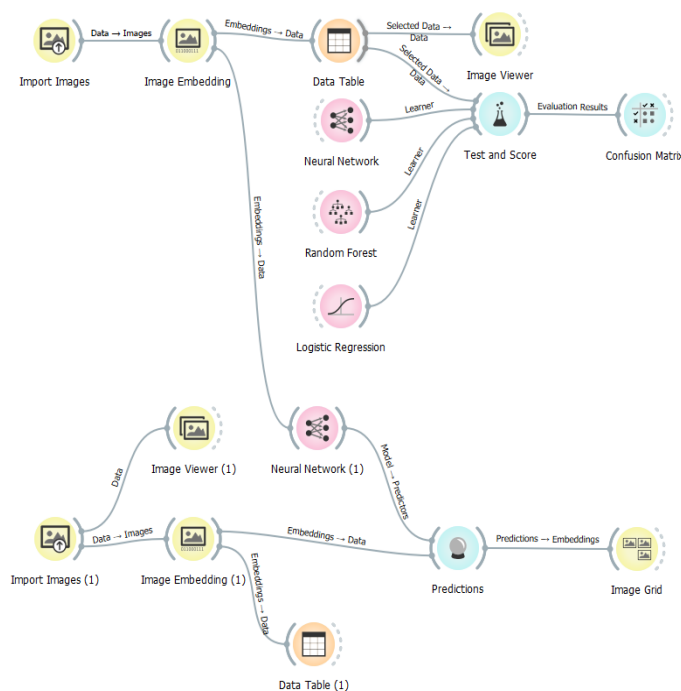 Data → Images
Embeddings → Data
Selected Data →
Data
Import Images
Image Embedding
Data Table
Image Viewer
Selected Data →
Data
Learner
Evaluation Results
Neural Network
Test and Score
Confusion Matrix
Learner
Random Forest
Learner
Embeddings → Data
Logistic Regression
Image Viewer (1)
Neural Network (1)
Data
Model → Predictors
Data → Images
Embeddings → Data
Predictions → Embeddings
Import Images (1)
Image Embedding (1)
Predictions
Image Grid
Embeddings →
Data
Data Table (1)